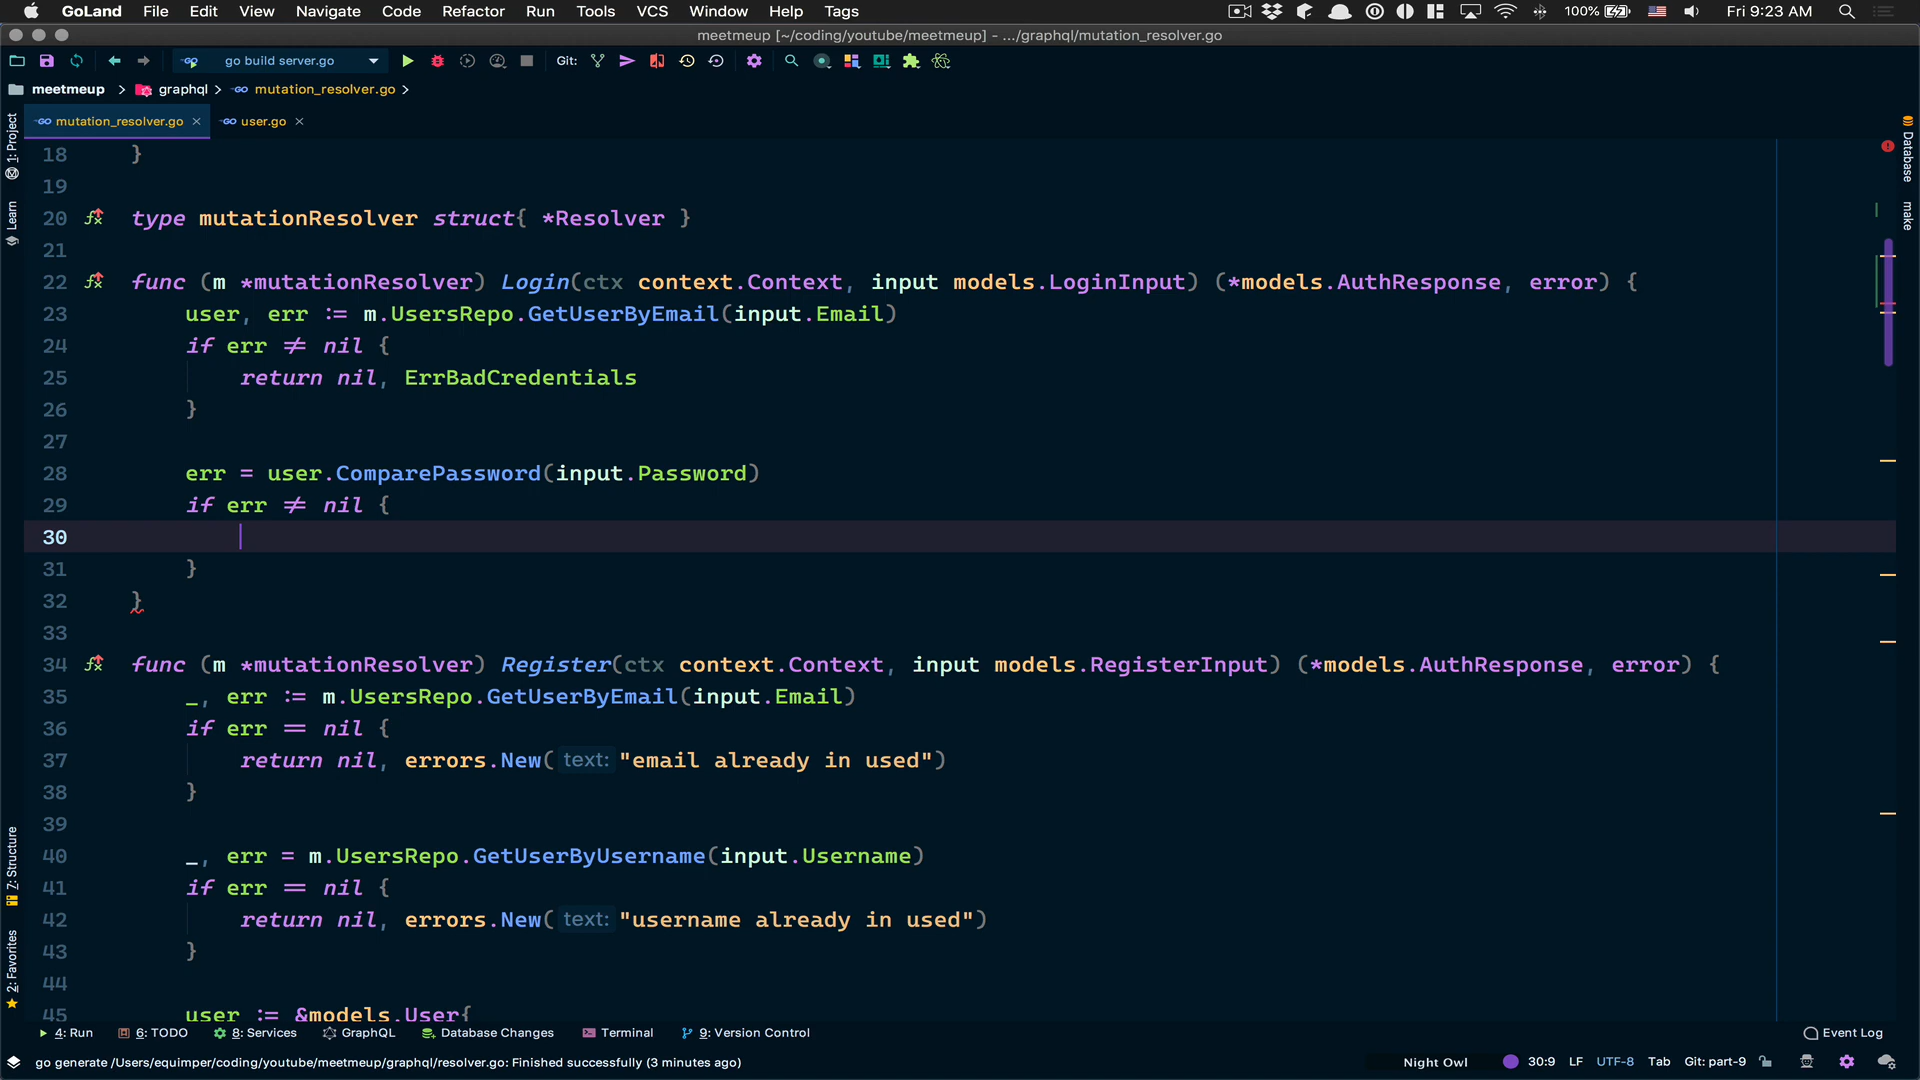 GoLand File Edit View Navigate Code Refactor Run Tools VCS Window Help Tags 100% Fri 9:23 AM
meetmeup [~/coding/youtube/meetmeup] - .../graphql/mutation_resolver.go
go build server.go Git:
meetmeup > graphql > mutation_resolver.go >
mutation_resolver.go × user.go ×
1: Project
Learn
7: Structure
2: Favorites
Database
make
18 }
19
20 type mutationResolver struct{ *Resolver }
21
22 func (m *mutationResolver) Login(ctx context.Context, input models.LoginInput) (*models.AuthResponse, error) {
23 user, err := m.UsersRepo.GetUserByEmail(input.Email)
24 if err ≠ nil {
25 return nil, ErrBadCredentials
26 }
27
28 err = user.ComparePassword(input.Password)
29 if err ≠ nil {
30
31 }
32 }
33
34 func (m *mutationResolver) Register(ctx context.Context, input models.RegisterInput) (*models.AuthResponse, error) {
35 _, err := m.UsersRepo.GetUserByEmail(input.Email)
36 if err == nil {
37 return nil, errors.New( text: "email already in used")
38 }
39
40 _, err = m.UsersRepo.GetUserByUsername(input.Username)
41 if err == nil {
42 return nil, errors.New( text: "username already in used")
43 }
44
45 user := &models.User{
4: Run 6: TODO 8: Services GraphQL Database Changes Terminal 9: Version Control Event Log
go generate /Users/equimper/coding/youtube/meetmeup/graphql/resolver.go: Finished successfully (3 minutes ago) Night Owl 30:9 LF UTF-8 Tab Git: part-9